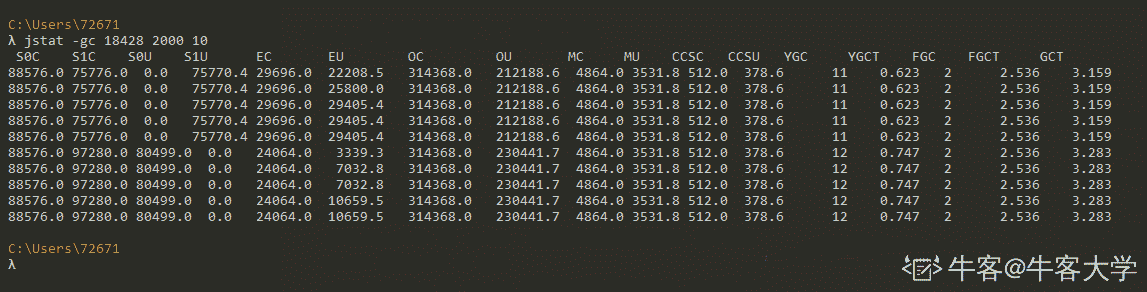 C:\Users\72671
λ jstat -gc 18428 2000 10
S0C S1C S0U S1U EC EU OC OU MC MU CCSC CCSU YGC YGCT FGC FGCT GCT
88576.0 75776.0 0.0 75770.4 29696.0 22208.5 314368.0 212188.6 4864.0 3531.8 512.0 378.6 11 0.623 2 2.536 3.159
88576.0 75776.0 0.0 75770.4 29696.0 25800.0 314368.0 212188.6 4864.0 3531.8 512.0 378.6 11 0.623 2 2.536 3.159
88576.0 75776.0 0.0 75770.4 29696.0 29405.4 314368.0 212188.6 4864.0 3531.8 512.0 378.6 11 0.623 2 2.536 3.159
88576.0 75776.0 0.0 75770.4 29696.0 29405.4 314368.0 212188.6 4864.0 3531.8 512.0 378.6 11 0.623 2 2.536 3.159
88576.0 75776.0 0.0 75770.4 29696.0 29405.4 314368.0 212188.6 4864.0 3531.8 512.0 378.6 11 0.623 2 2.536 3.159
88576.0 97280.0 80499.0 0.0 24064.0 3339.3 314368.0 230441.7 4864.0 3531.8 512.0 378.6 12 0.747 2 2.536 3.283
88576.0 97280.0 80499.0 0.0 24064.0 7032.8 314368.0 230441.7 4864.0 3531.8 512.0 378.6 12 0.747 2 2.536 3.283
88576.0 97280.0 80499.0 0.0 24064.0 7032.8 314368.0 230441.7 4864.0 3531.8 512.0 378.6 12 0.747 2 2.536 3.283
88576.0 97280.0 80499.0 0.0 24064.0 10659.5 314368.0 230441.7 4864.0 3531.8 512.0 378.6 12 0.747 2 2.536 3.283
88576.0 97280.0 80499.0 0.0 24064.0 10659.5 314368.0 230441.7 4864.0 3531.8 512.0 378.6 12 0.747 2 2.536 3.283
C:\Users\72671
λ
牛客@牛客大学